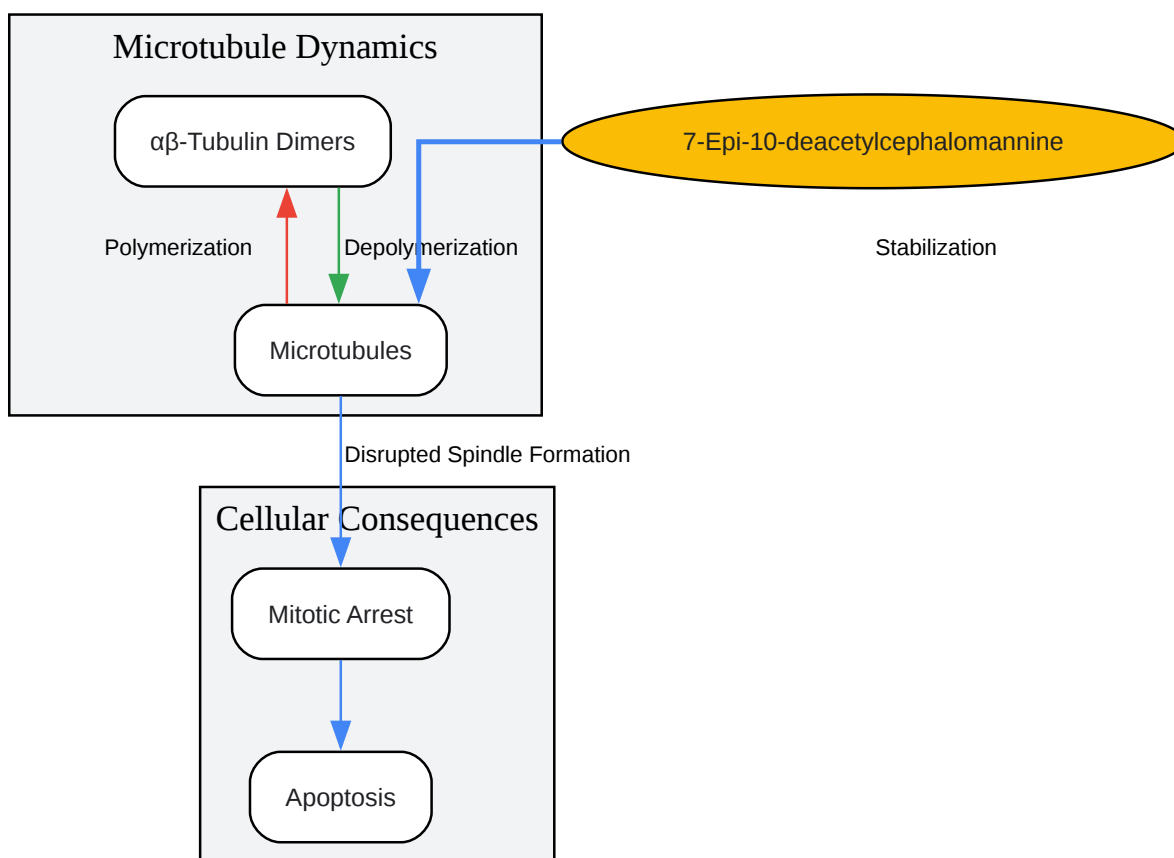 Microtubule Dynamics
αβ-Tubulin Dimers
7-Epi-10-deacetylcephalomannine
Polymerization
Depolymerization
Stabilization
Microtubules
Disrupted Spindle Formation
Cellular Consequences
Mitotic Arrest
Apoptosis